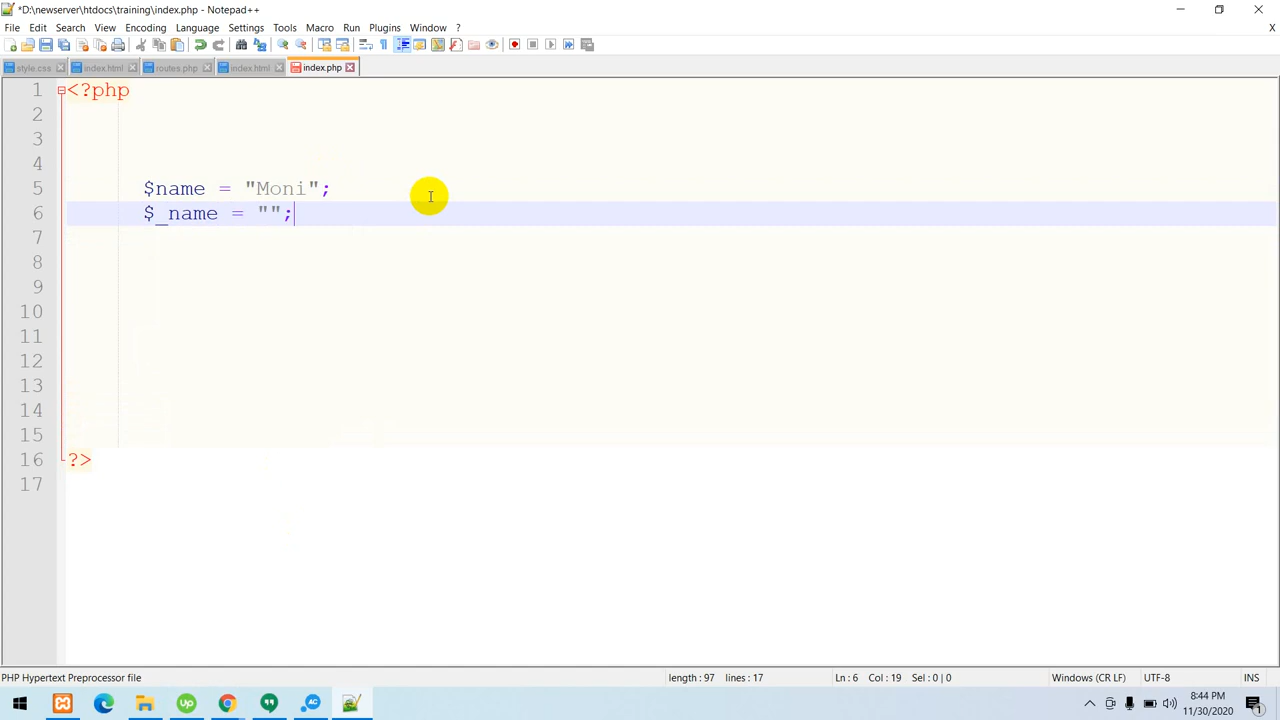 *D:\newserver\htdocs\training\index.php - Notepad++
File Edit Search View Encoding Language Settings Tools Macro Run Plugins Window ? X
style.css index.html routes.php index.html index.php
1 <?php
2
3
4
5 $name = "Moni";
6 $_name = "";
7
8
9
10
11
12
13
14
15
16 ?>
17
PHP Hypertext Preprocessor file length: 97 lines: 17 Ln: 6 Col: 19 Sel: 0 | 0 Windows (CR LF) UTF-8 INS
8:44 PM
11/30/2020